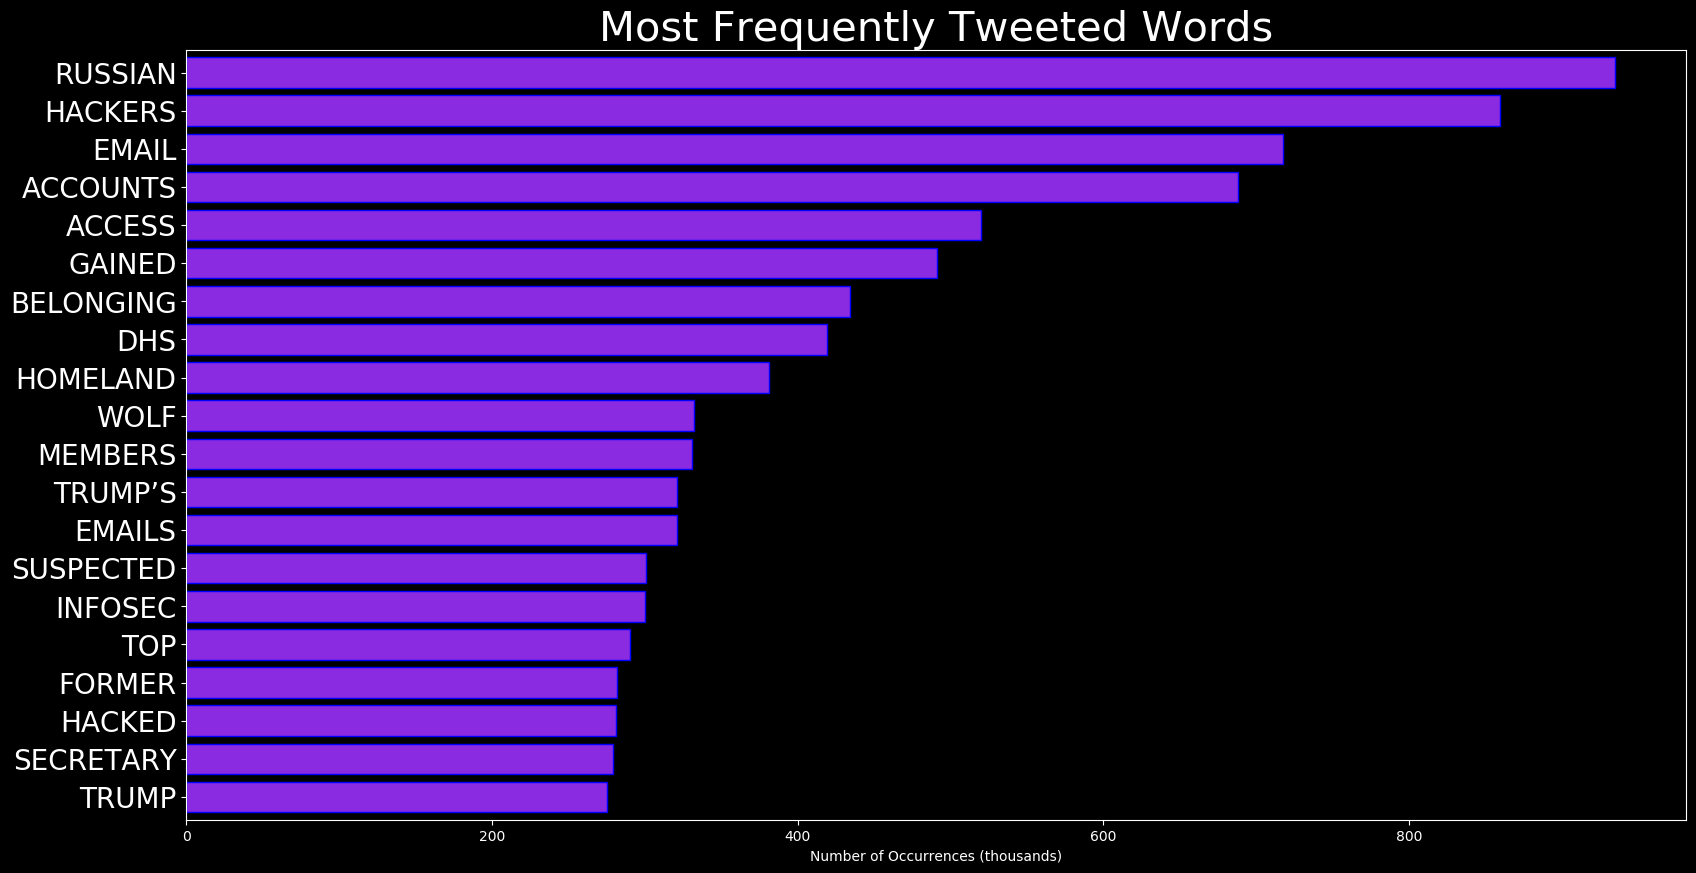 Most Frequently Tweeted Words
RUSSIAN
HACKERS
EMAIL
ACCOUNTS
ACCESS
GAINED
BELONGING
DHS
HOMELAND
WOLF
MEMBERS
TRUMP’S
EMAILS
SUSPECTED
INFOSEC
TOP
FORMER
HACKED
SECRETARY
TRUMP
0 200 400 600 800
Number of Occurrences (thousands)